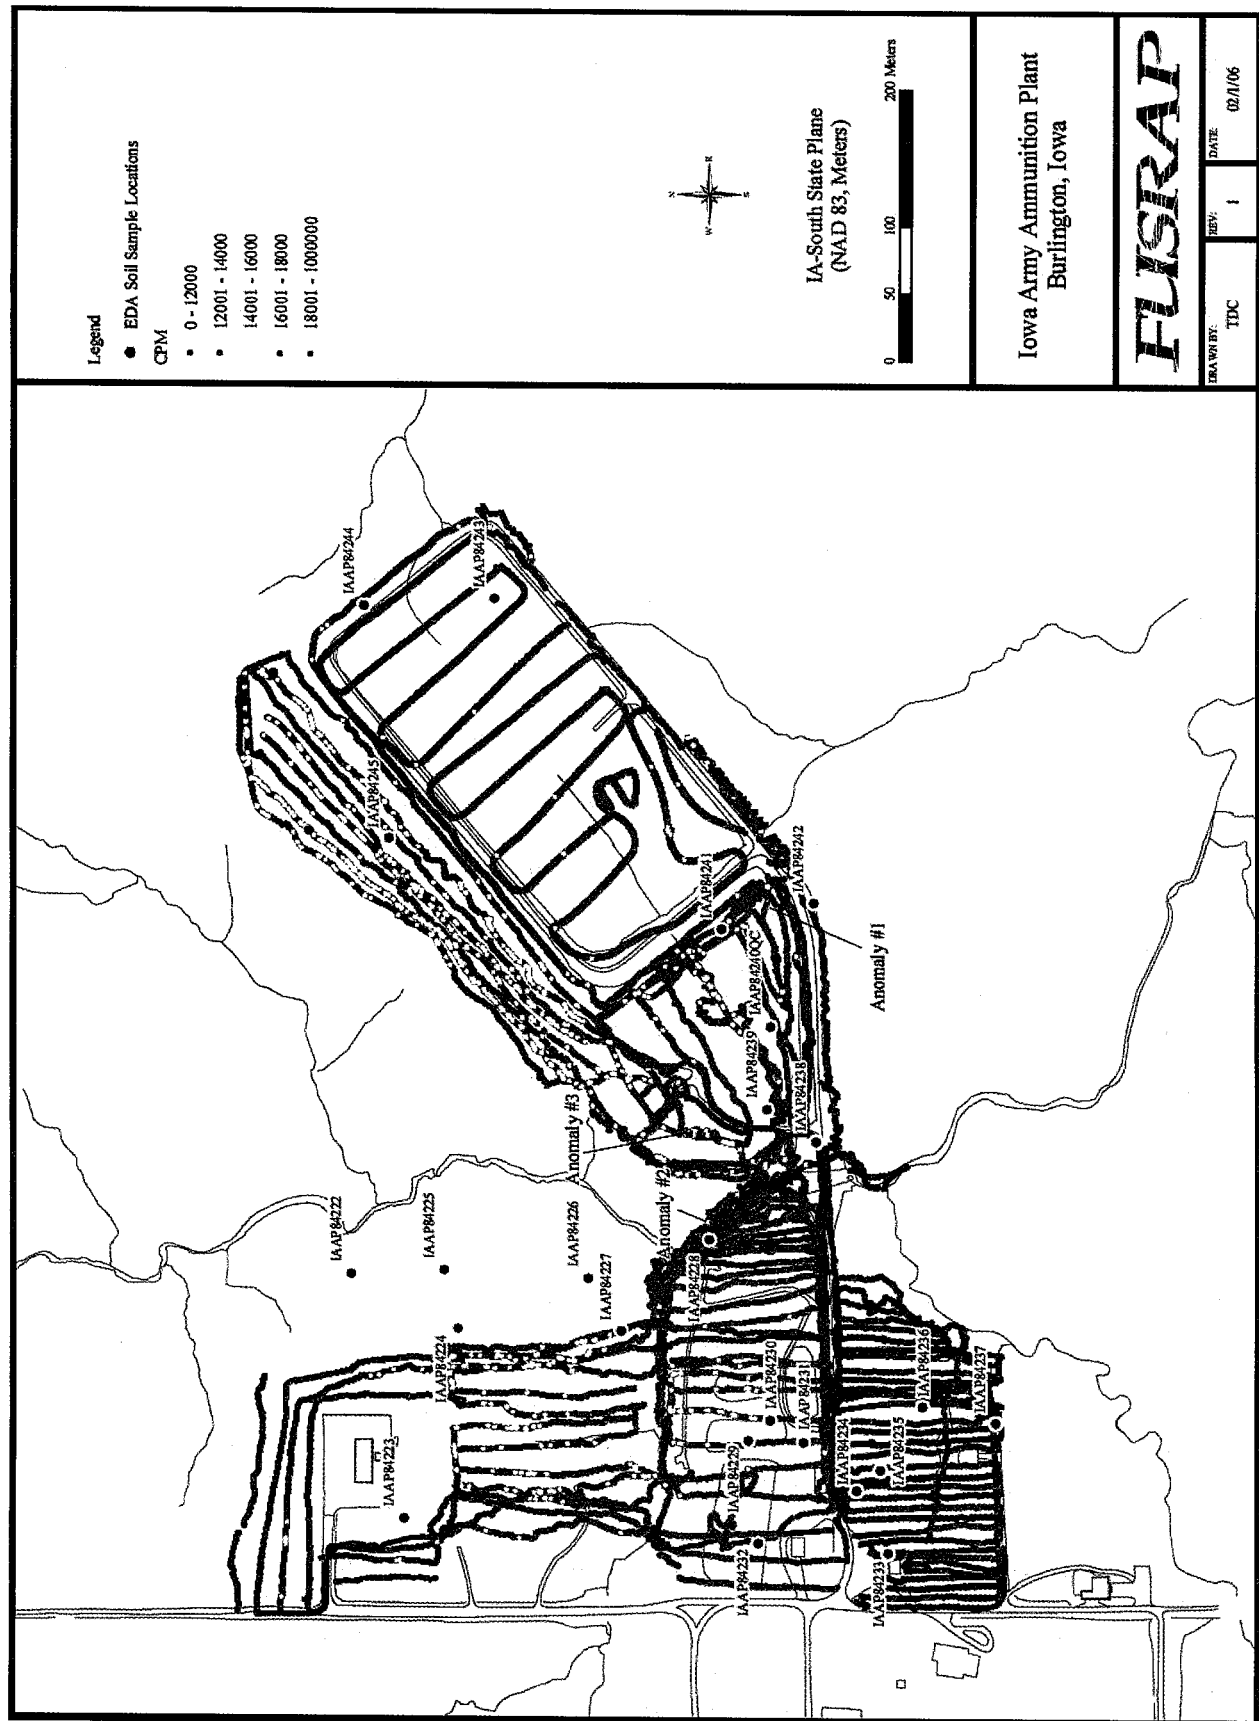 Legend
EDA Soil Sample Locations
CPM
0 - 12000
12001 - 14000
14001 - 16000
16001 - 18000
18001 - 1000000
N
W
E
S
IA-South State Plane
(NAD 83, Meters)
0
50
100
200 Meters
Iowa Army Ammunition Plant
Burlington, Iowa
FUSRAP
DRAWN BY:
TDC
REV:
1
DATE:
02/1/06
IAAP84244
IAAP84243
IAAP84245
IAAP84241
IAAP84242
IAAP84240QC
IAAP84239
IAAP84238
Anomaly #1
Anomaly #3
Anomaly #2
IAAP84222
IAAP84225
IAAP84226
IAAP84227
IAAP84228
IAAP84224
IAAP84223
IAAP84230
IAAP84231
IAAP84229
IAAP84232
IAAP84234
IAAP84235
IAAP84236
IAAP84237
IAAP84233